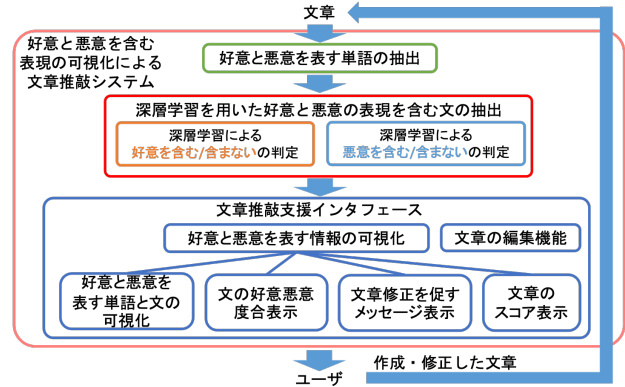 文章
好意と悪意を含む
表現の可視化による
文章推敲システム
好意と悪意を表す単語の抽出
深層学習を用いた好意と悪意の表現を含む文の抽出
深層学習による
好意を含む/含まないの判定
深層学習による
悪意を含む/含まないの判定
文章推敲支援インタフェース
好意と悪意を表す情報の可視化
文章の編集機能
好意と悪意を
表す単語と文の
可視化
文の好意悪意
度合表示
文章修正を促す
メッセージ表示
文章の
スコア表示
作成・修正した文章
ユーザ